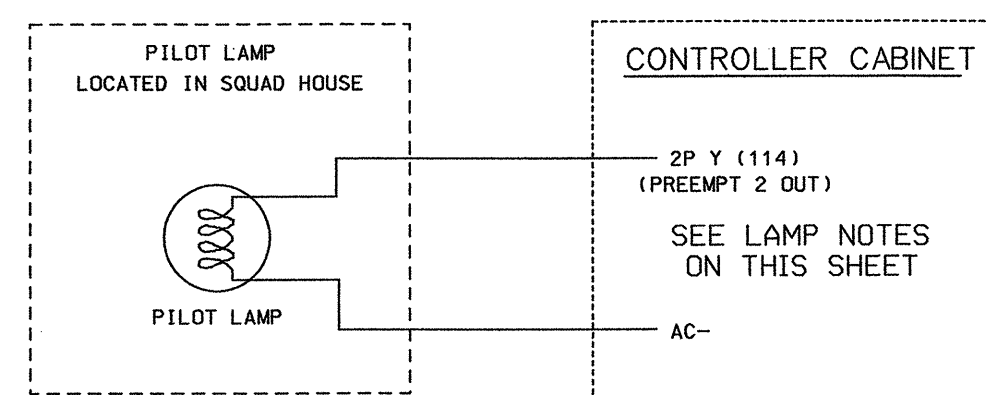 PILOT LAMP
LOCATED IN SQUAD HOUSE
PILOT LAMP
CONTROLLER CABINET
2P Y (114)
(PREEMPT 2 OUT)
SEE LAMP NOTES
ON THIS SHEET
AC-